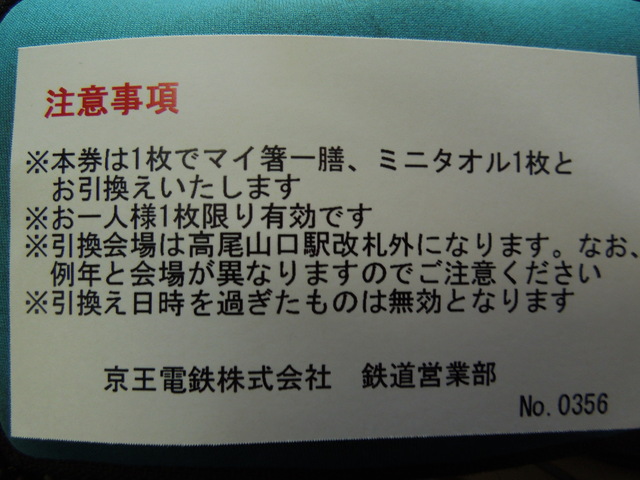 注意事項
※本券は1枚でマイ箸一膳、ミニタオル1枚と
お引換えいたします
※お一人様1枚限り有効です
※引換会場は高尾山口駅改札外になります。なお、
例年と会場が異なりますのでご注意ください
※引換え日時を過ぎたものは無効となります
京王電鉄株式会社　鉄道営業部
No.0356